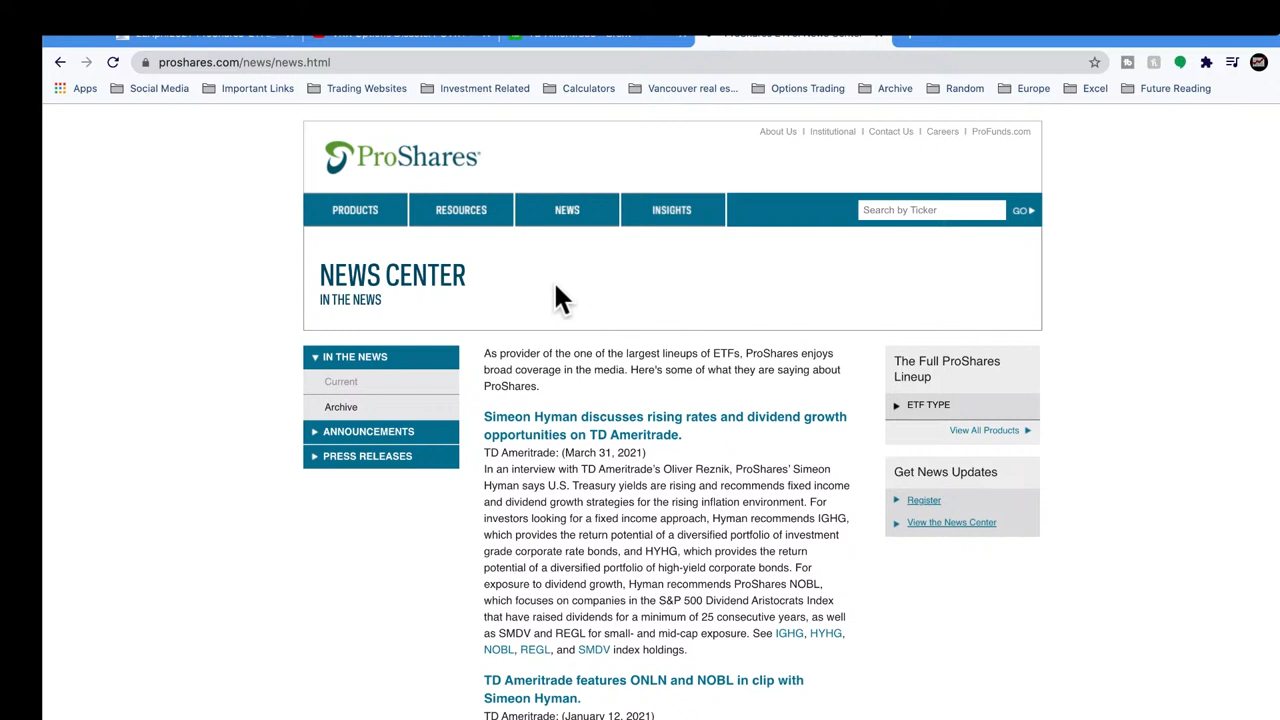 proshares.com/news/news.html
Apps Social Media Important Links Trading Websites Investment Related Calculators Vancouver real es... Options Trading Archive Random Europe Excel Future Reading
About Us | Institutional | Contact Us | Careers | ProFunds.com
ProShares
PRODUCTS RESOURCES NEWS INSIGHTS Search by Ticker GO
NEWS CENTER
IN THE NEWS
IN THE NEWS
Current
Archive
ANNOUNCEMENTS
PRESS RELEASES
As provider of the one of the largest lineups of ETFs, ProShares enjoys
broad coverage in the media. Here's some of what they are saying about
ProShares.
Simeon Hyman discusses rising rates and dividend growth
opportunities on TD Ameritrade.
TD Ameritrade: (March 31, 2021)
In an interview with TD Ameritrade's Oliver Reznik, ProShares' Simeon
Hyman says U.S. Treasury yields are rising and recommends fixed income
and dividend growth strategies for the rising inflation environment. For
investors looking for a fixed income approach, Hyman recommends IGHG,
which provides the return potential of a diversified portfolio of investment
grade corporate rate bonds, and HYHG, which provides the return
potential of a diversified portfolio of high-yield corporate bonds. For
exposure to dividend growth, Hyman recommends ProShares NOBL,
which focuses on companies in the S&P 500 Dividend Aristocrats Index
that have raised dividends for a minimum of 25 consecutive years, as well
as SMDV and REGL for small- and mid-cap exposure. See IGHG, HYHG,
NOBL, REGL, and SMDV index holdings.
TD Ameritrade features ONLN and NOBL in clip with
Simeon Hyman.
TD Ameritrade: (January 12, 2021)
The Full ProShares
Lineup
ETF TYPE
View All Products
Get News Updates
Register
View the News Center